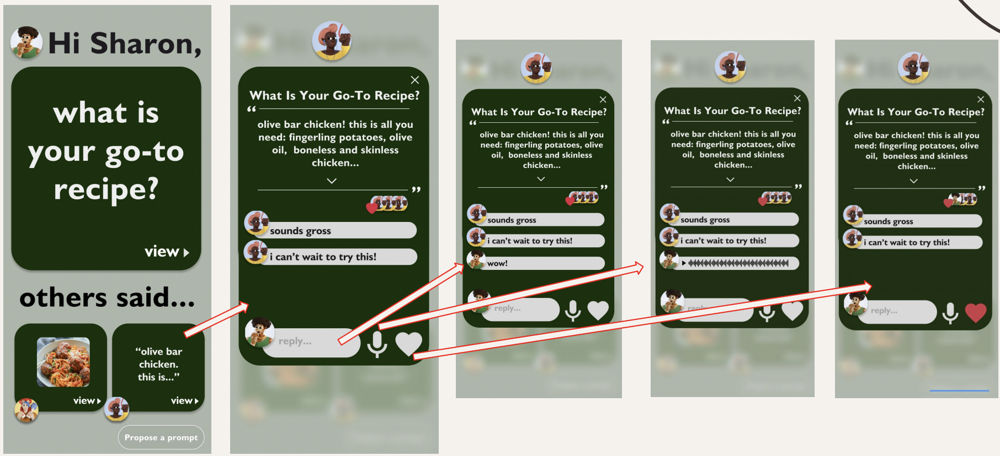 Hi Sharon,
what is
your go-to
recipe?
view
others said...
“olive bar
chicken.
this is...”
view
view
Propose a prompt
What Is Your Go-To Recipe?
“
olive bar chicken! this is all you
need: fingerling potatoes, olive
oil, boneless and skinless
chicken...
”
sounds gross
i can’t wait to try this!
reply...
What Is Your Go-To Recipe?
“
olive bar chicken! this is all you
need: fingerling potatoes, olive
oil, boneless and skinless
chicken...
”
sounds gross
i can’t wait to try this!
wow!
reply...
What Is Your Go-To Recipe?
“
olive bar chicken! this is all you
need: fingerling potatoes, olive
oil, boneless and skinless
chicken...
”
sounds gross
i can’t wait to try this!
reply...
What Is Your Go-To Recipe?
“
olive bar chicken! this is all you
need: fingerling potatoes, olive
oil, boneless and skinless
chicken...
”
sounds gross
i can’t wait to try this!
reply...